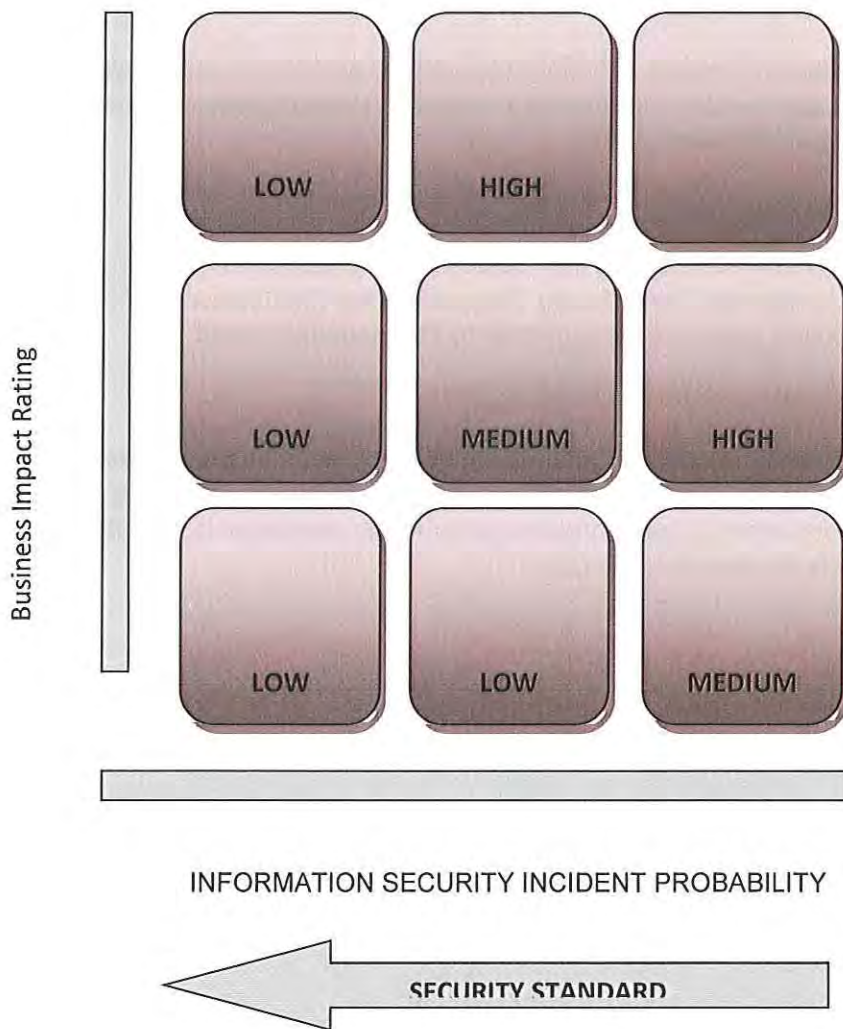 LOW HIGH
Business Impact Rating
LOW MEDIUM HIGH
LOW LOW MEDIUM
INFORMATION SECURITY INCIDENT PROBABILITY
SECURITY STANDARD